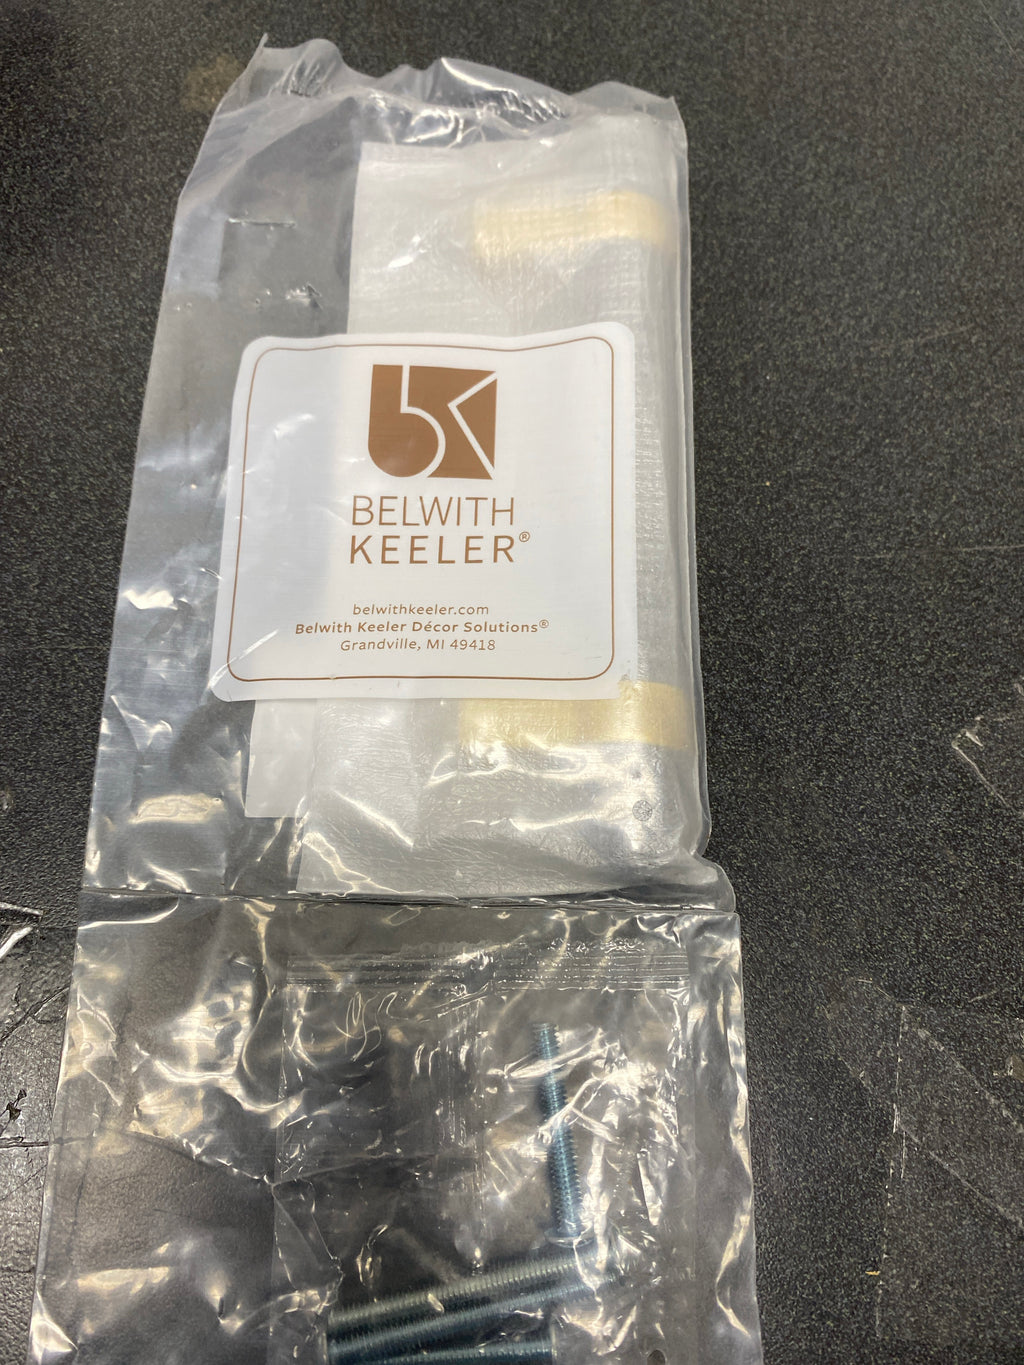 BELWITH
KEELER®
belwithkeeler.com
Belwith Keeler Décor Solutions®
Grandville, MI 49418